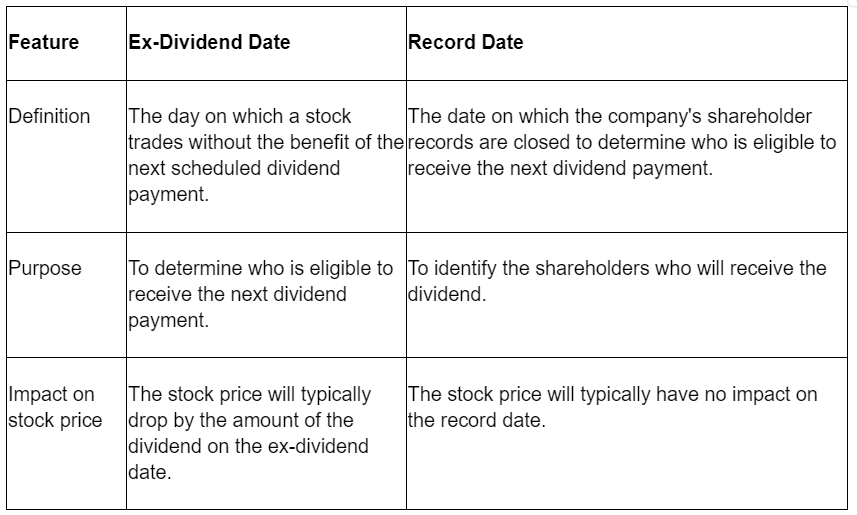 Feature
Ex-Dividend Date
Record Date
Definition
The day on which a stock
trades without the benefit of the
next scheduled dividend
payment.
The date on which the company's shareholder
records are closed to determine who is eligible to
receive the next dividend payment.
Purpose
To determine who is eligible to
receive the next dividend
payment.
To identify the shareholders who will receive the
dividend.
Impact on
stock price
The stock price will typically
drop by the amount of the
dividend on the ex-dividend
date.
The stock price will typically have no impact on
the record date.